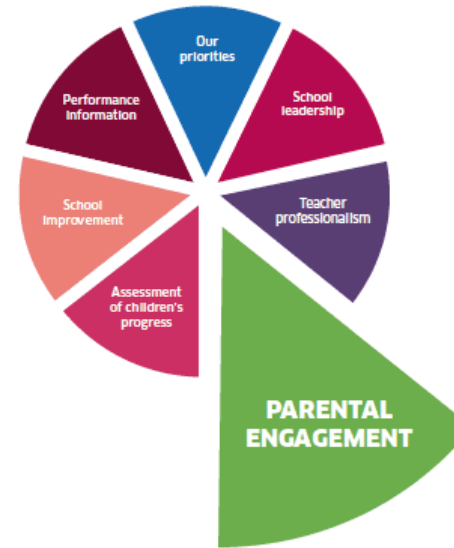 Our
priorities
School
leadership
Teacher
professionalism
PARENTAL
ENGAGEMENT
Assessment
of children's
progress
School
Improvement
Performance
Information